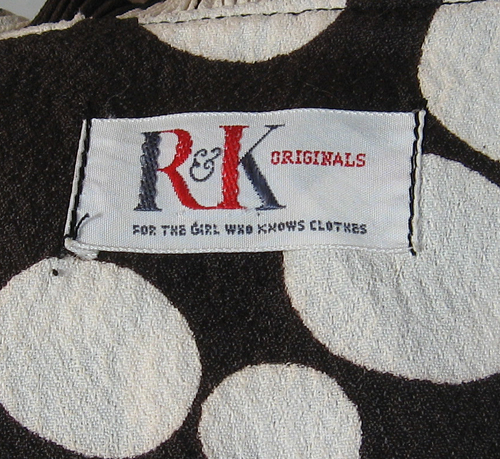 R&K ORIGINALS
FOR THE GIRL WHO KNOWS CLOTHES